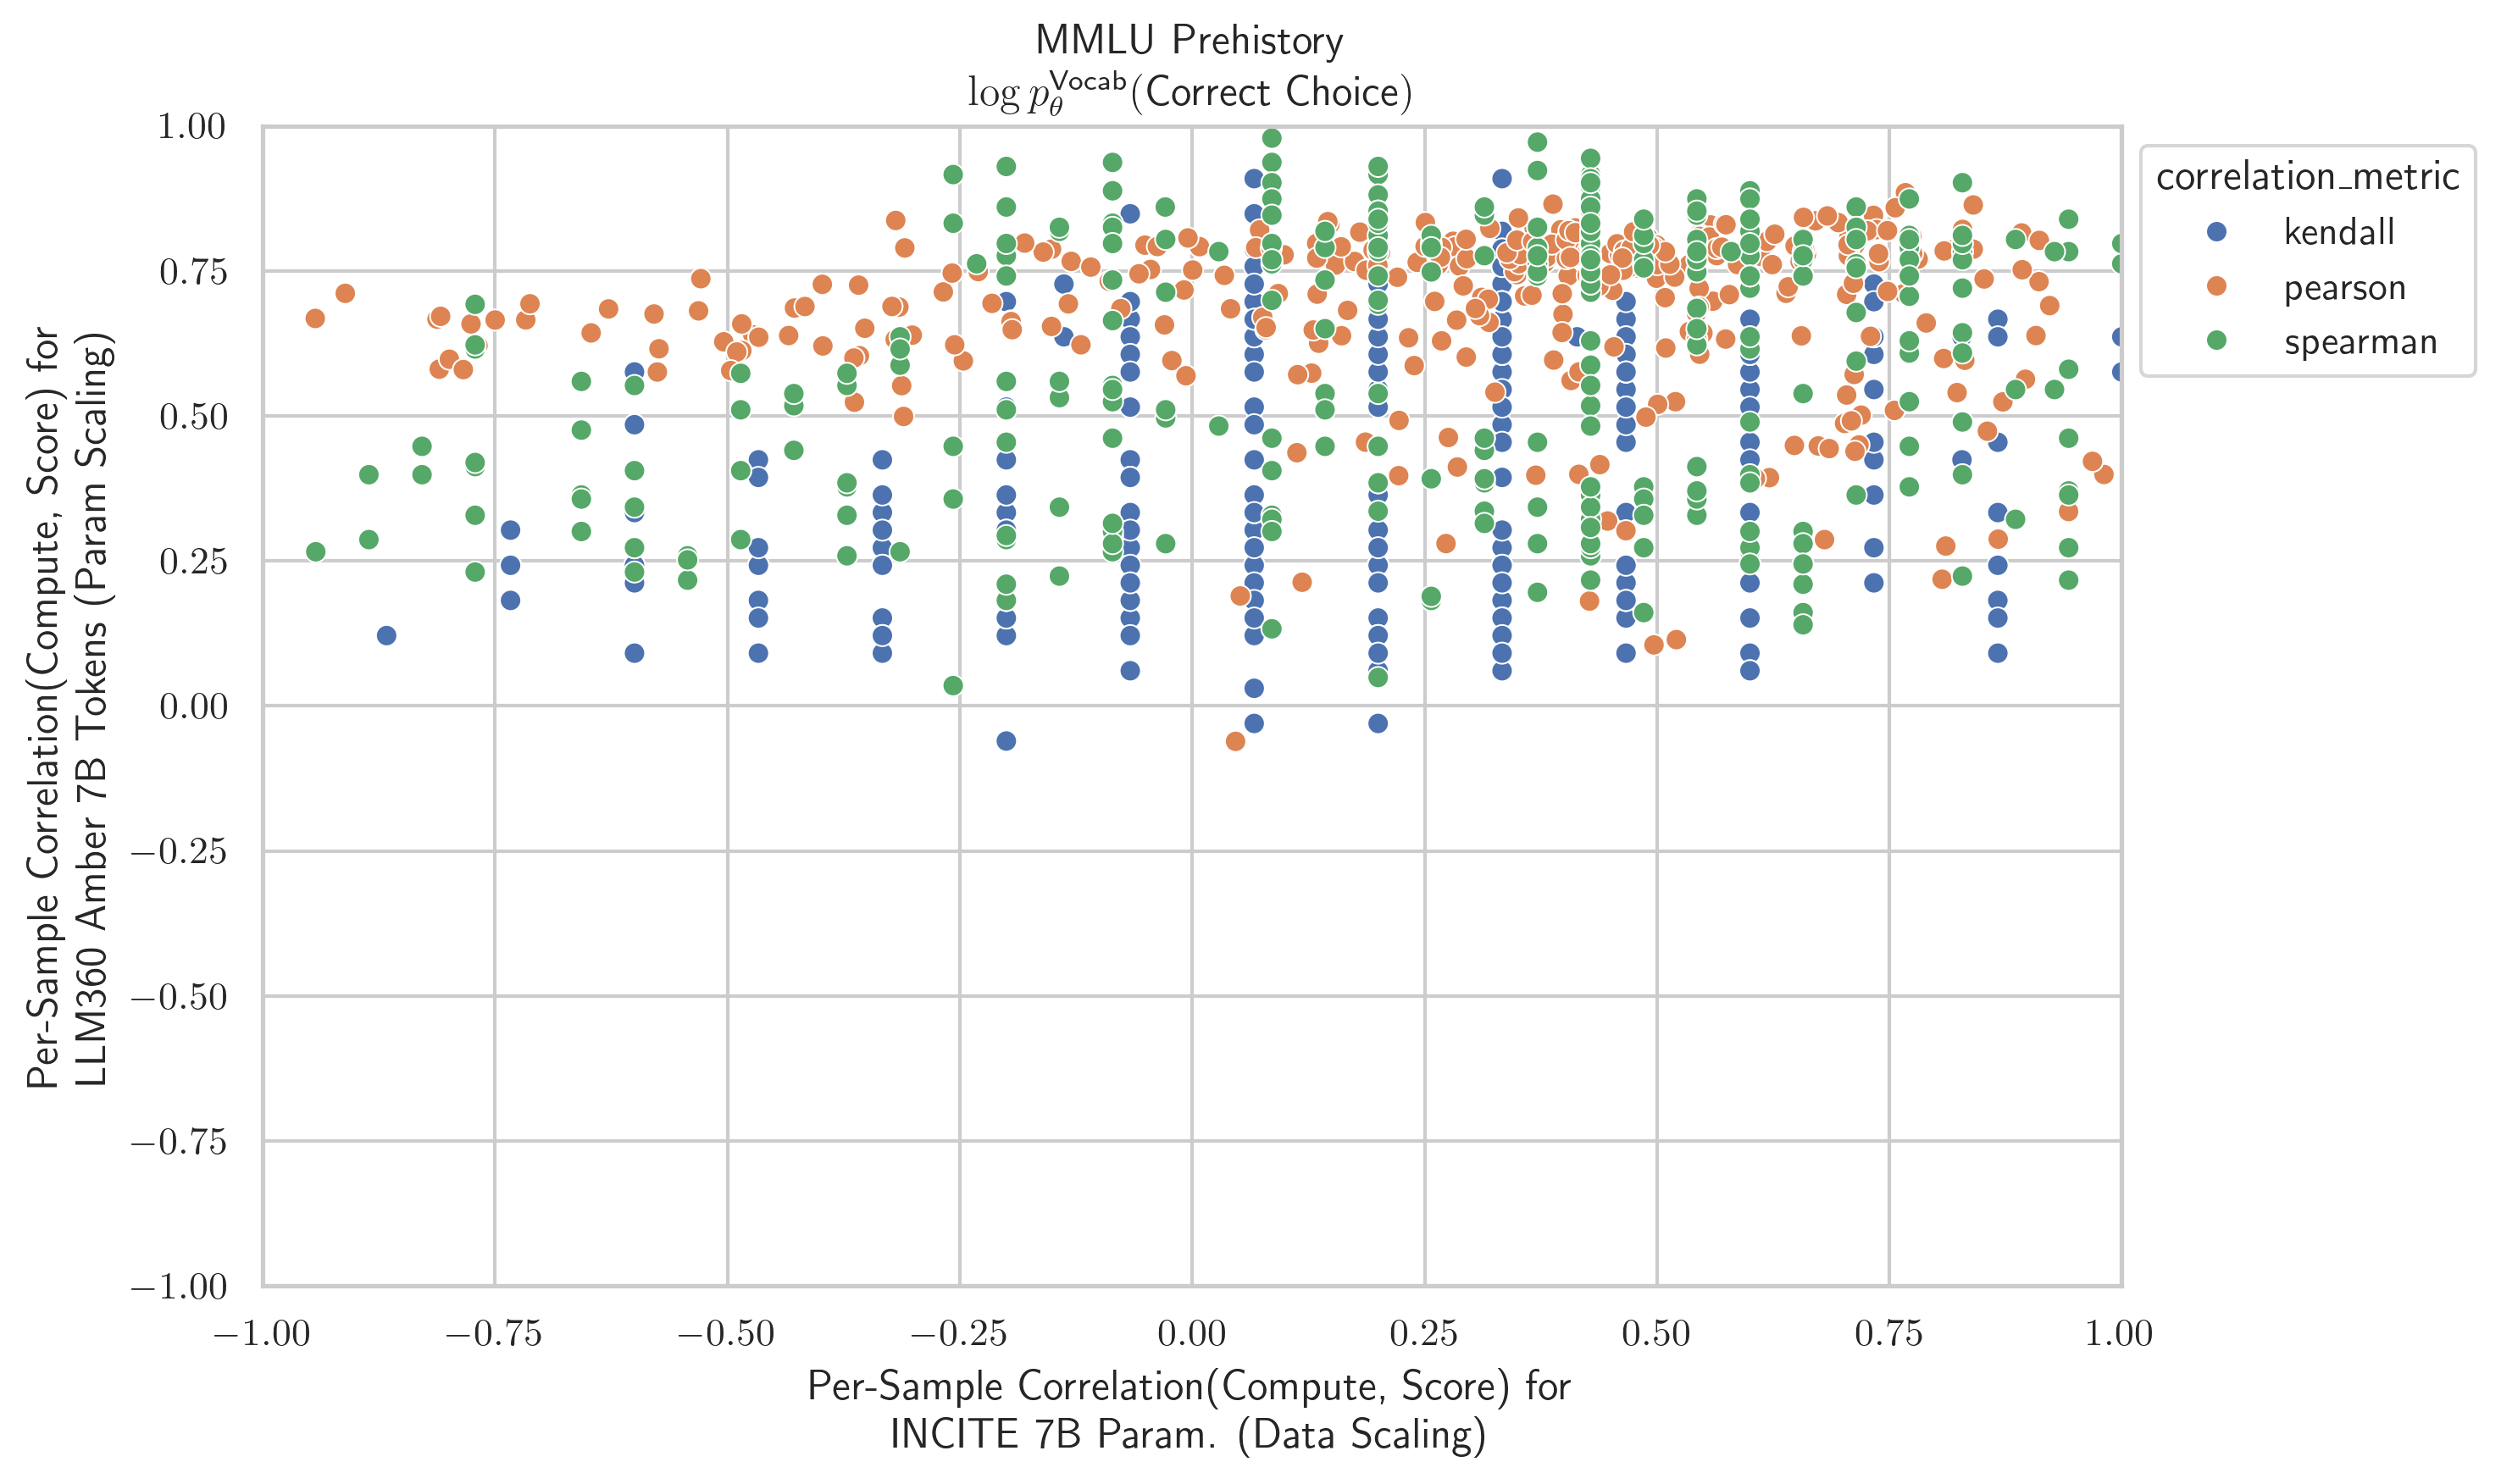 MMLU Prehistory
log p_θ^Vocab(Correct Choice)
Per-Sample Correlation(Compute, Score) for
LLM360 Amber 7B Tokens (Param Scaling)
1.00
0.75
0.50
0.25
0.00
−0.25
−0.50
−0.75
−1.00
−1.00 −0.75 −0.50 −0.25 0.00 0.25 0.50 0.75 1.00
Per-Sample Correlation(Compute, Score) for
INCITE 7B Param. (Data Scaling)
correlation_metric
kendall
pearson
spearman